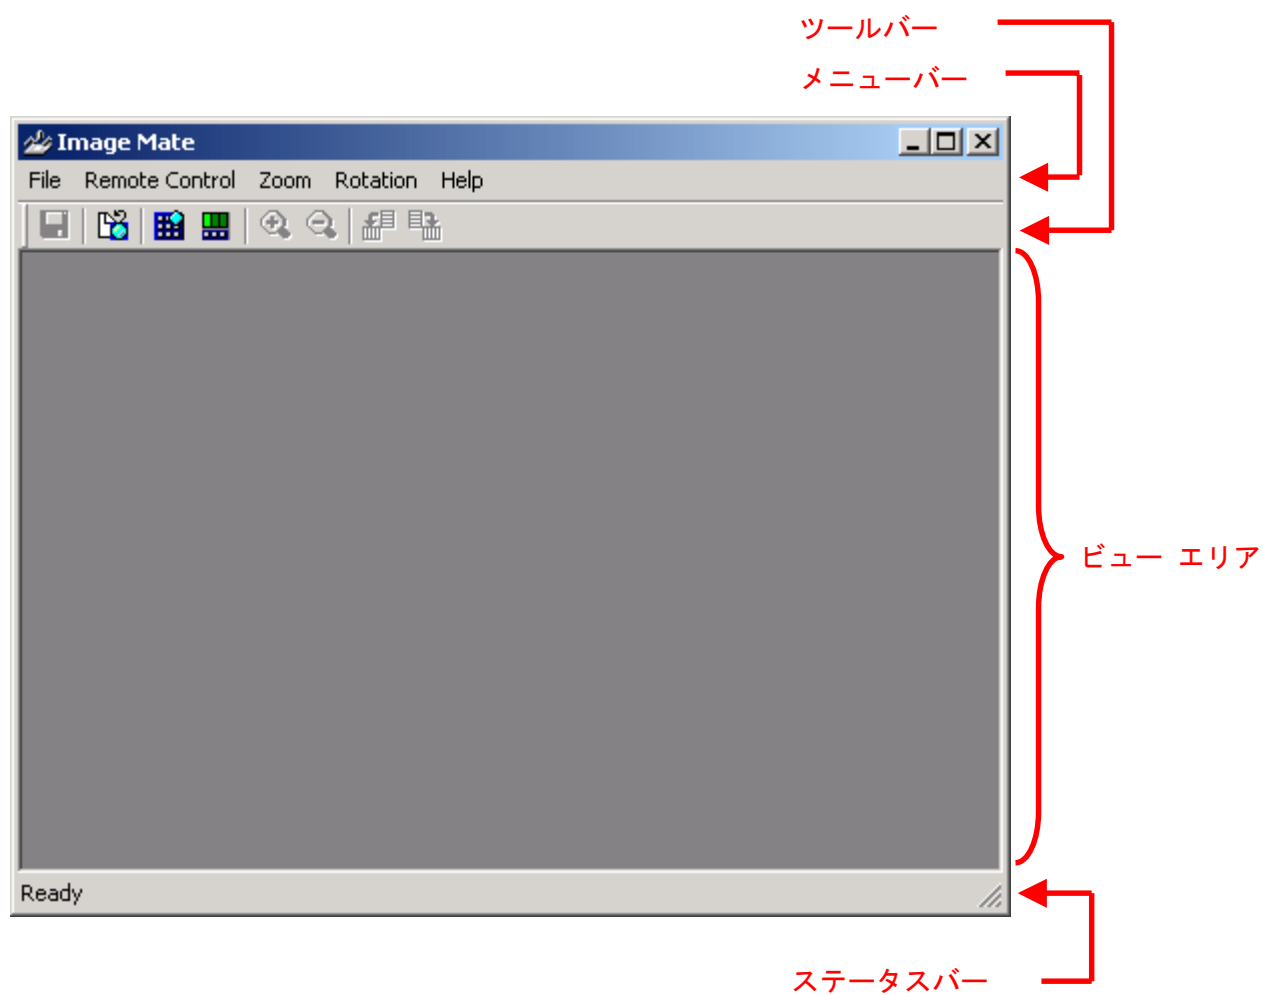 ツールバー
メニューバー
Image Mate
File Remote Control Zoom Rotation Help
ビュー エリア
Ready
ステータスバー